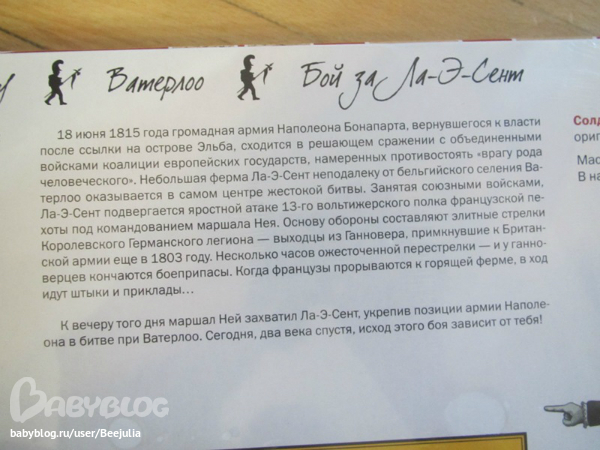 у Ватерлоо Бой за Ла-Э-Сент
18 июня 1815 года громадная армия Наполеона Бонапарта, вернувшегося к власти
после ссылки на острове Эльба, сходится в решающем сражении с объединенными
войсками коалиции европейских государств, намеренных противостоять «врагу рода
человеческого». Небольшая ферма Ла-Э-Сент неподалеку от бельгийского селения Ва-
терлоо оказывается в самом центре жестокой битвы. Занятая союзными войсками,
Ла-Э-Сент подвергается яростной атаке 13-го вольтижерского полка французской пе-
хоты под командованием маршала Нея. Основу обороны составляют элитные стрелки
Королевского Германского легиона — выходцы из Ганновера, примкнувшие к Британ-
ской армии еще в 1803 году. Несколько часов ожесточенной перестрелки — и у ганно-
верцев кончаются боеприпасы. Когда французы прорываются к горящей ферме, в ход
идут штыки и приклады...
К вечеру того дня маршал Ней захватил Ла-Э-Сент, укрепив позиции армии Наполе-
она в битве при Ватерлоо. Сегодня, два века спустя, исход этого боя зависит от тебя!
Солд
ориг
Мас
В на
BABYBLOG
babyblog.ru/user/Beejulia